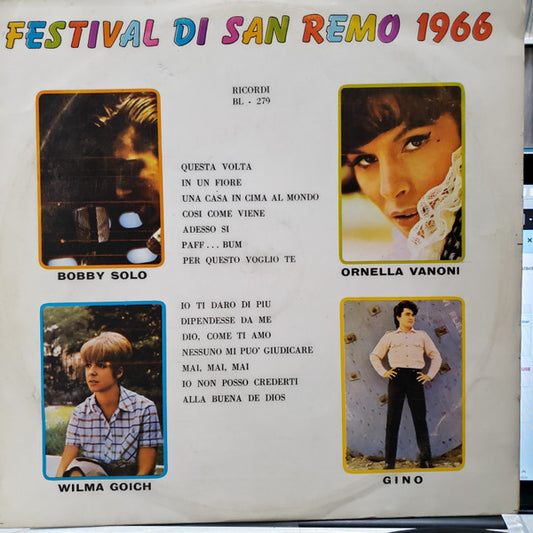 FESTIVAL DI SAN REMO 1966
RICORDI
BL - 279
QUESTA VOLTA
IN UN FIORE
UNA CASA IN CIMA AL MONDO
COSI COME VIENE
ADESSO SI
PAFF... BUM
PER QUESTO VOGLIO TE
BOBBY SOLO
ORNELLA VANONI
IO TI DARO DI PIU
DIPENDESSE DA ME
DIO, COME TI AMO
NESSUNO MI PUO' GIUDICARE
MAI, MAI, MAI
IO NON POSSO CREDERTI
ALLA BUENA DE DIOS
WILMA GOICH
GINO